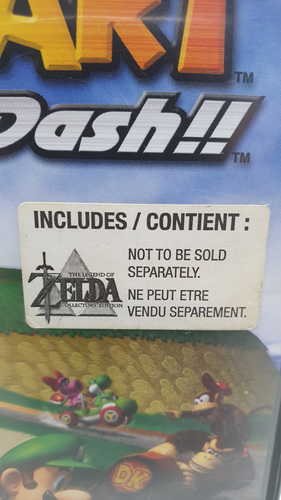 ART TM
Dash!! TM
INCLUDES / CONTIENT :
NOT TO BE SOLD
SEPARATELY.
NE PEUT ETRE
VENDU SEPAREMENT.
THE LEGEND OF
ZELDA
COLLECTOR'S EDITION
DK